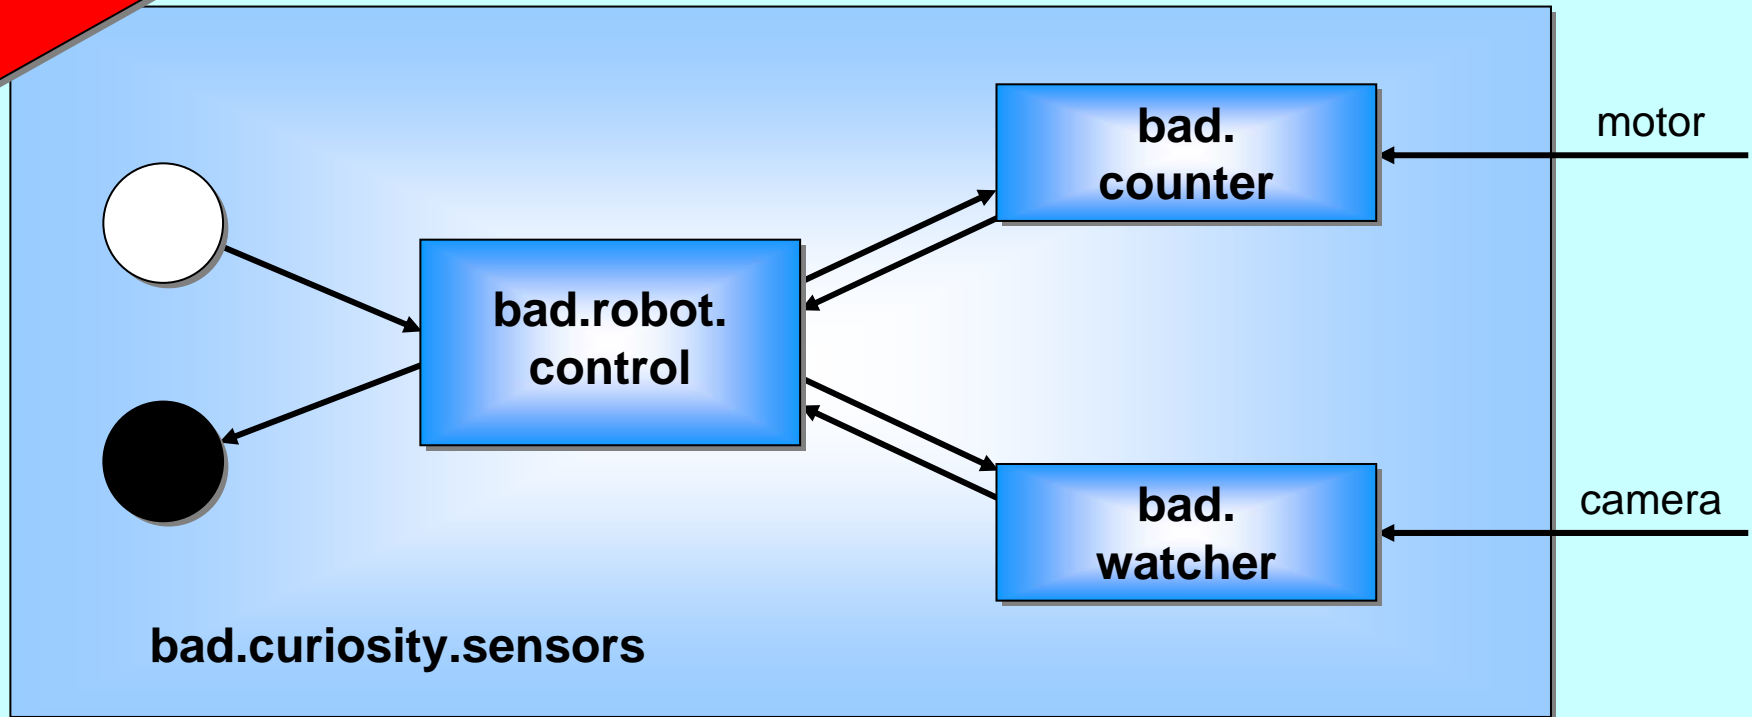 bad.
counter
motor
bad.robot.
control
bad.
watcher
camera
bad.curiosity.sensors